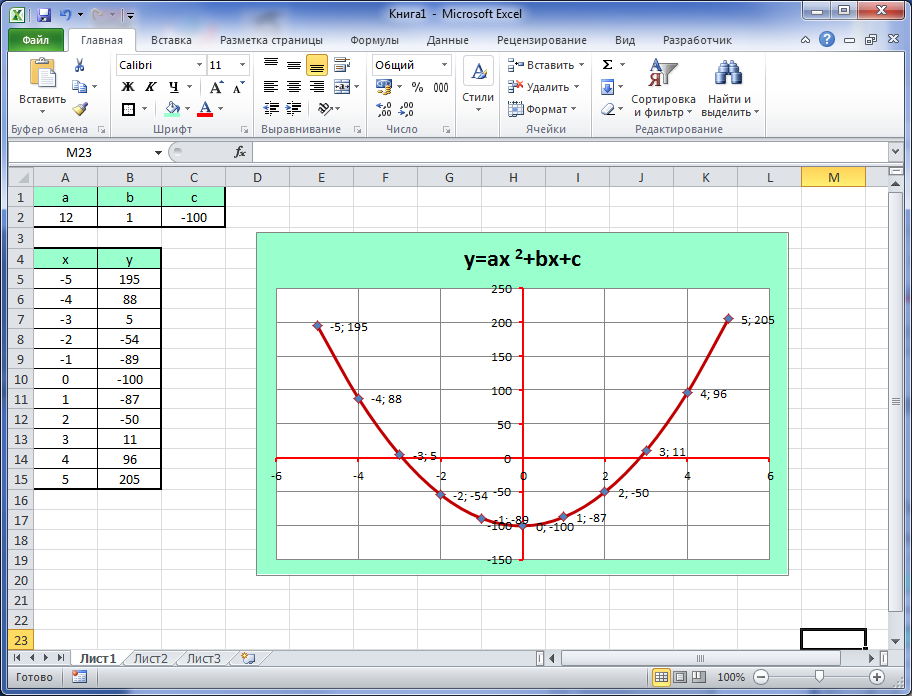 Книга1 - Microsoft Excel
Файл Главная Вставка Разметка страницы Формулы Данные Рецензирование Вид Разработчик
Calibri 11 Общий Вставить Σ
Ж К Ч A A % 000 Удалить
Вставить A ,00 ,0 Стили Формат Сортировка и фильтр Найти и выделить
Буфер обмена Шрифт Выравнивание Число Ячейки Редактирование
M23 fx
A B C D E F G H I J K L M
1 a b c
2 12 1 -100
3
4 x y
5 -5 195
6 -4 88
7 -3 5
8 -2 -54
9 -1 -89
10 0 -100
11 1 -87
12 2 -50
13 3 11
14 4 96
15 5 205
16
17
18
19
20
21
22
23
y=ax ²+bx+c
250
200
150
100
50
0
-50
-100
-150
-6 -4 -2 0 2 4 6
-5; 195
-4; 88
-3; 5
-2; -54
-1; -89
0; -100
1; -87
2; -50
3; 11
4; 96
5; 205
Лист1 Лист2 Лист3
Готово 100%